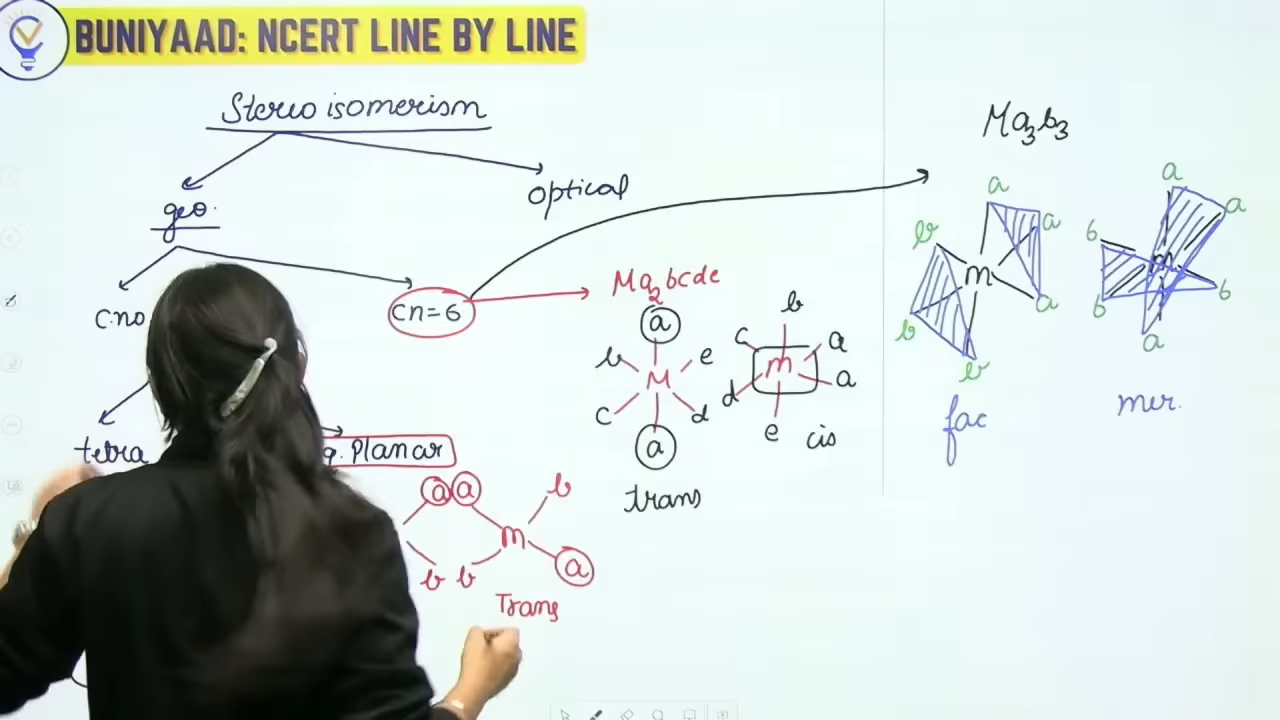 BUNIYAAD: NCERT LINE BY LINE
Stereo isomerism
geo.
optical
C.no
cn=6
tetra
q. Planar
a a b
m
a
b b
Trans
Ma2bcde
a
b e
M
c d
a
trans
b
c a
m
d a
e
cis
Ma3b3
a
b a
m
b a
b
fac
a
a
b
m
b b
a
mer.